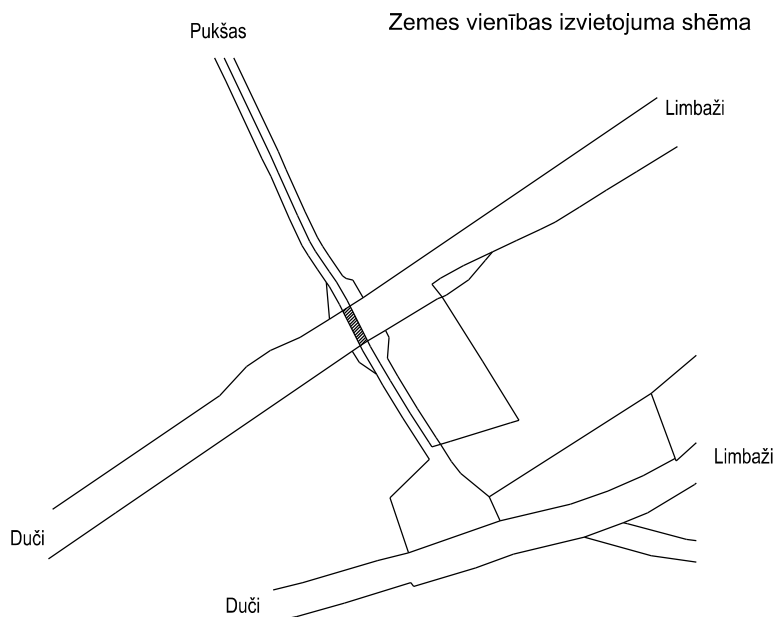 Zemes vienības izvietojuma shēma
Pukšas
Limbaži
Limbaži
Duči
Duči